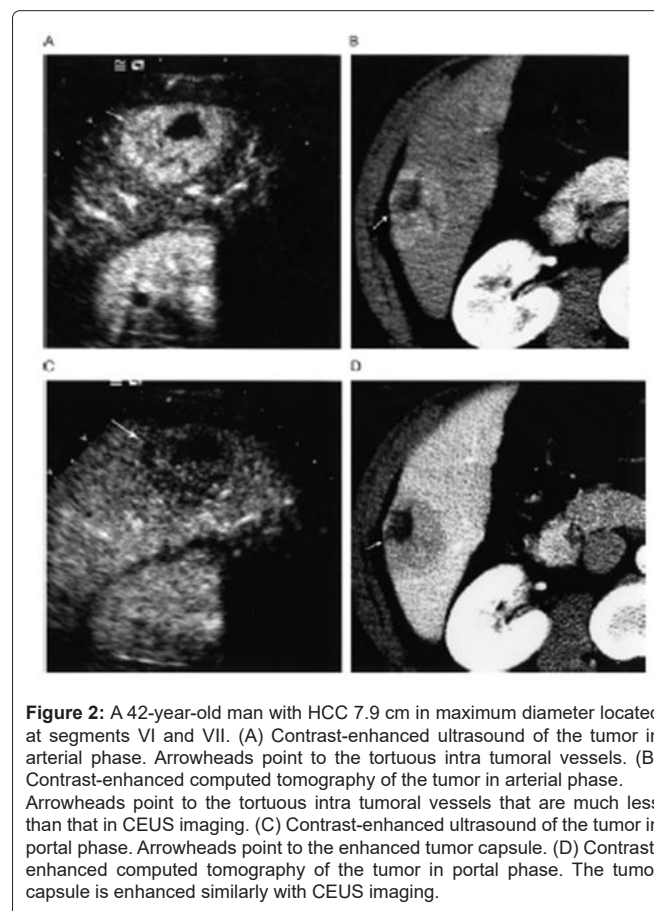 A
B
C
D
Figure 2: A 42-year-old man with HCC 7.9 cm in maximum diameter located
at segments VI and VII. (A) Contrast-enhanced ultrasound of the tumor in
arterial phase. Arrowheads point to the tortuous intra tumoral vessels. (B
Contrast-enhanced computed tomography of the tumor in arterial phase.
Arrowheads point to the tortuous intra tumoral vessels that are much less
than that in CEUS imaging. (C) Contrast-enhanced ultrasound of the tumor in
portal phase. Arrowheads point to the enhanced tumor capsule. (D) Contrast
enhanced computed tomography of the tumor in portal phase. The tumo
capsule is enhanced similarly with CEUS imaging.